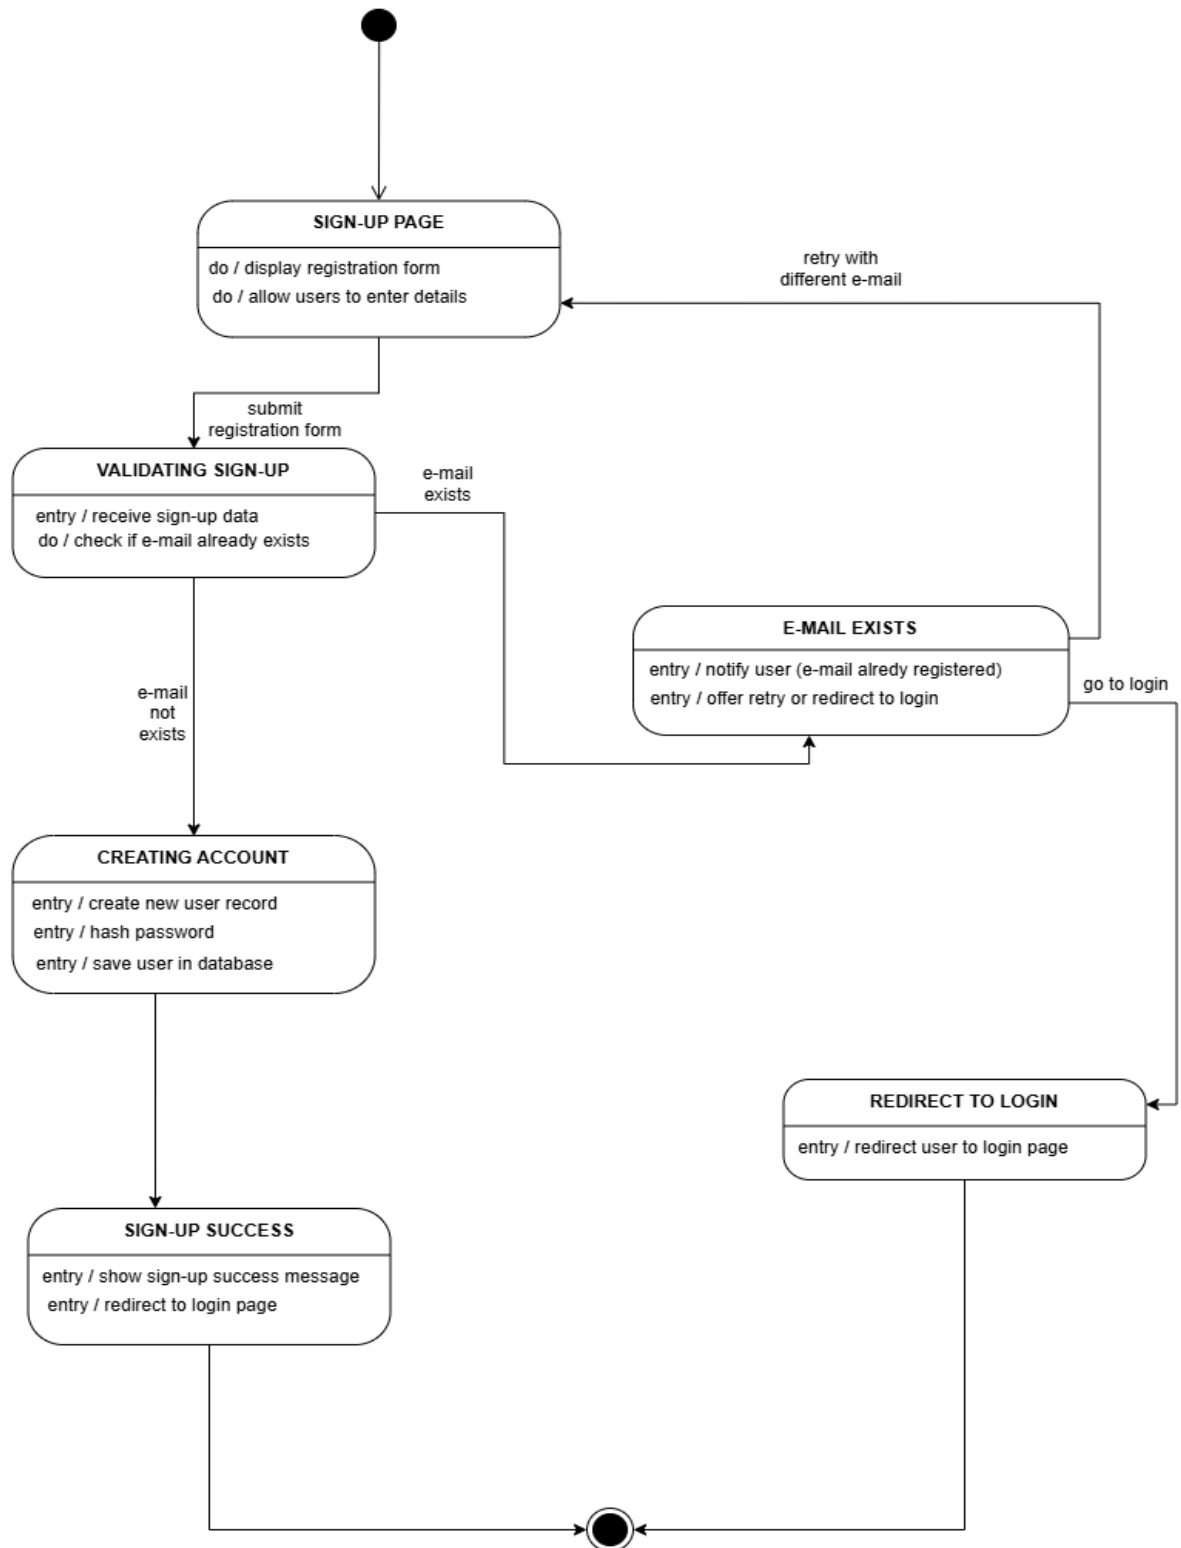 SIGN-UP PAGE
do / display registration form
do / allow users to enter details
retry with
different e-mail
submit
registration form
VALIDATING SIGN-UP
entry / receive sign-up data
do / check if e-mail already exists
e-mail
exists
E-MAIL EXISTS
entry / notify user (e-mail alredy registered)
entry / offer retry or redirect to login
go to login
e-mail
not
exists
CREATING ACCOUNT
entry / create new user record
entry / hash password
entry / save user in database
REDIRECT TO LOGIN
entry / redirect user to login page
SIGN-UP SUCCESS
entry / show sign-up success message
entry / redirect to login page